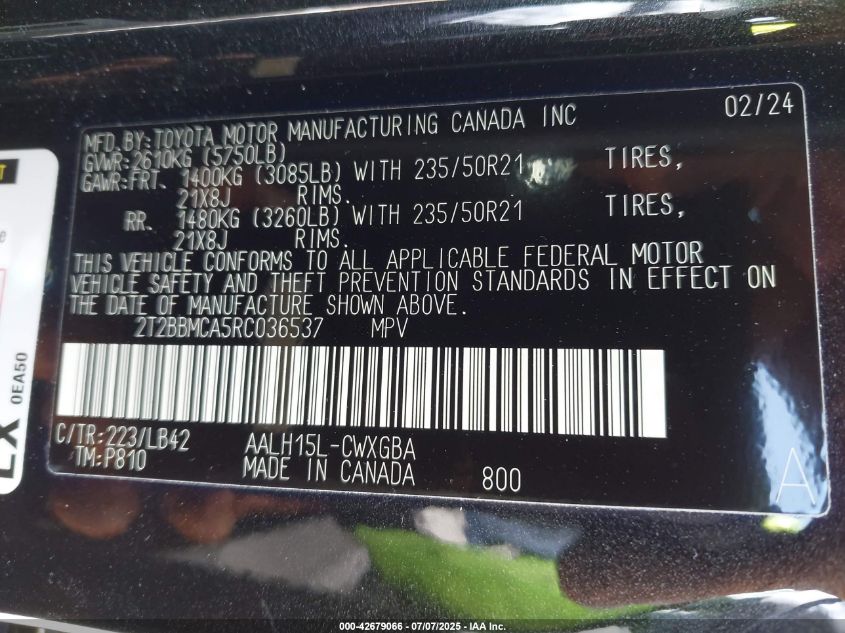 02/24
MFD.BY:TOYOTA MOTOR MANUFACTURING CANADA INC
GVWR:2610KG (5750LB)
GAWR:FRT. 1400KG (3085LB) WITH 235/50R21 TIRES,
21X8J RIMS.
RR. 1480KG (3260LB) WITH 235/50R21 TIRES,
21X8J RIMS.
THIS VEHICLE CONFORMS TO ALL APPLICABLE FEDERAL MOTOR
VEHICLE SAFETY AND THEFT PREVENTION STANDARDS IN EFFECT ON
THE DATE OF MANUFACTURE SHOWN ABOVE.
2T2BBMCA5RC036537 MPV
C/TR:223/LB42 AALH15L-CWXGBA
TM:P810 MADE IN CANADA 800
A
0EA50
000-42679066 - 07/07/2025 - IAA Inc.